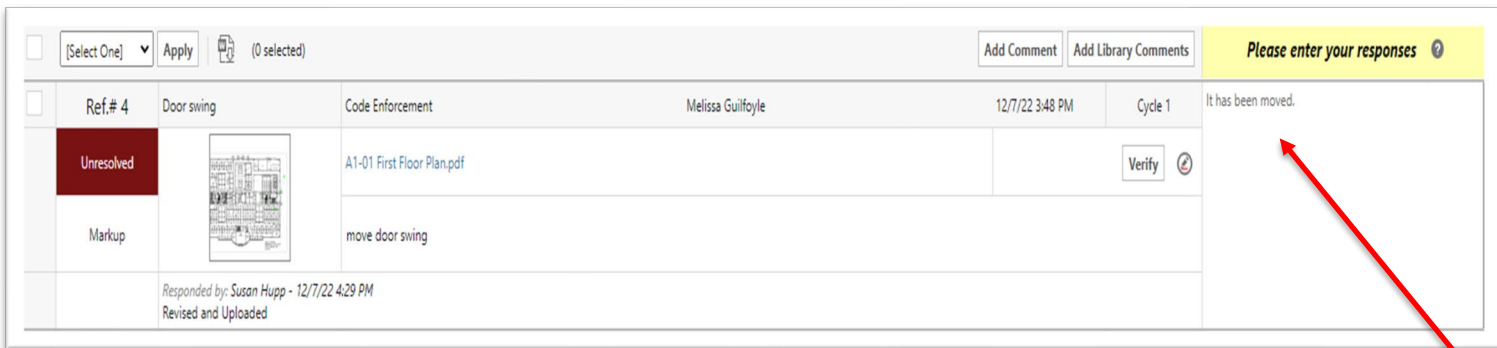 [Select One] Apply (0 selected) Add Comment Add Library Comments Please enter your responses ?
Ref.# 4 Door swing Code Enforcement Melissa Guilfoyle 12/7/22 3:48 PM Cycle 1 It has been moved.
Unresolved A1-01 First Floor Plan.pdf Verify
Markup move door swing
Responded by: Susan Hupp - 12/7/22 4:29 PM
Revised and Uploaded